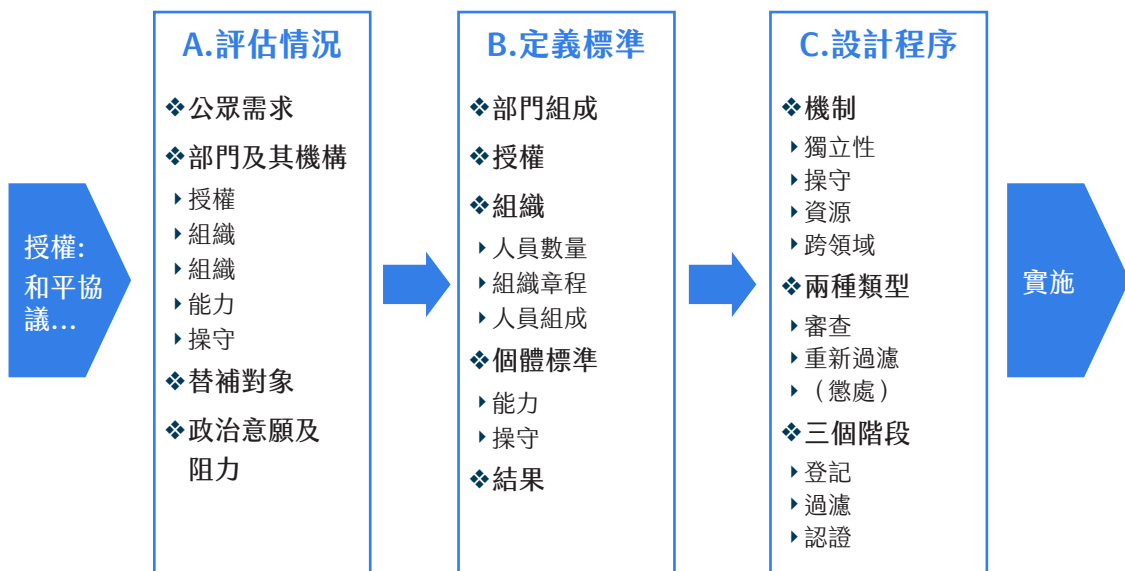 授權:
和平協
議...
A.評估情況
公眾需求
部門及其機構
授權
組織
組織
能力
操守
替補對象
政治意願及
阻力
B.定義標準
部門組成
授權
組織
人員數量
組織章程
人員組成
個體標準
能力
操守
結果
C.設計程序
機制
獨立性
操守
資源
跨領域
兩種類型
審查
重新過濾
（懲處）
三個階段
登記
過濾
認證
實施